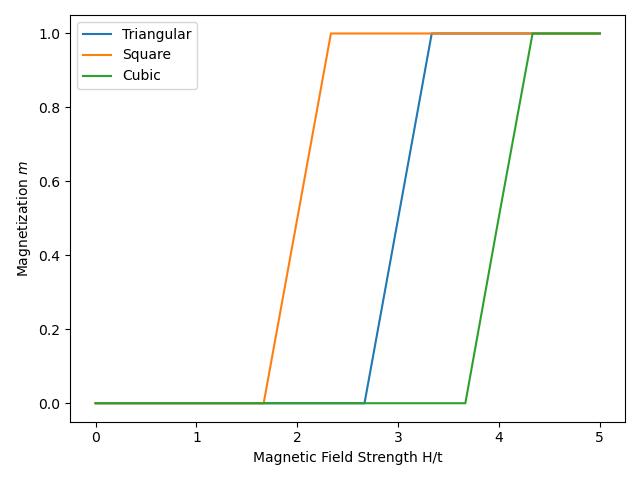 Triangular
Square
Cubic
1.0
0.8
0.6
0.4
0.2
0.0
Magnetization m
0 1 2 3 4 5
Magnetic Field Strength H/t